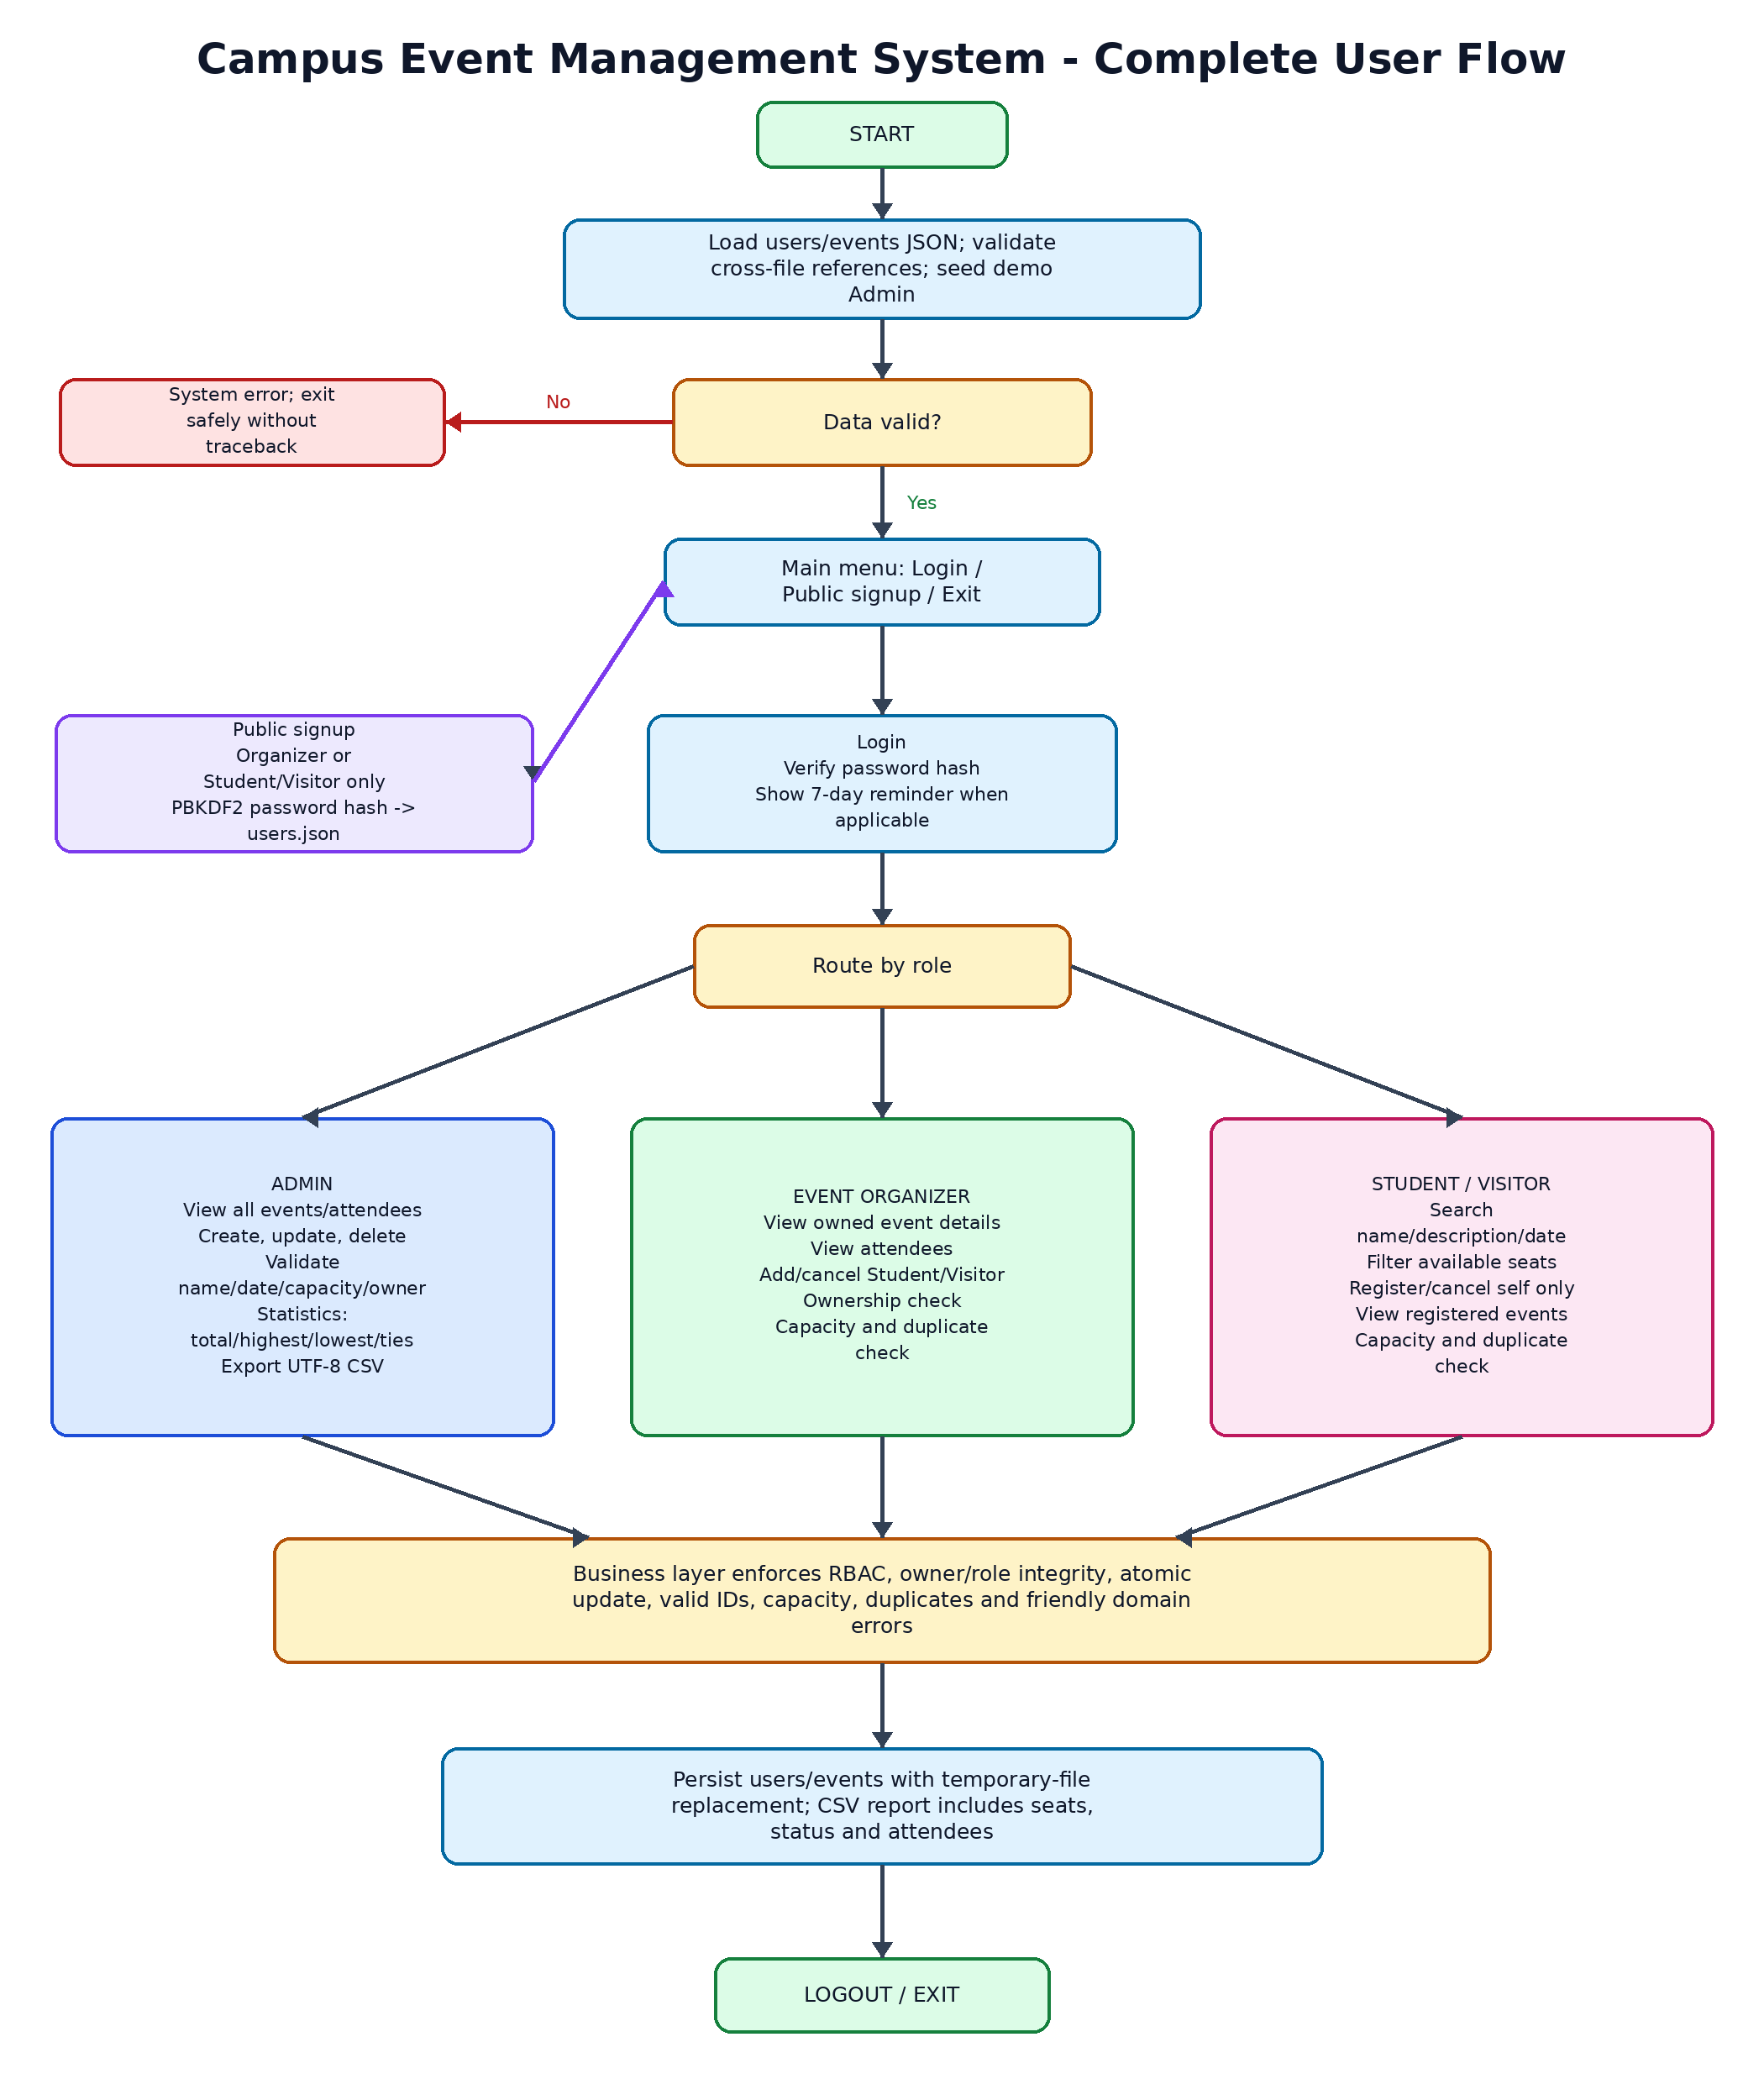 Campus Event Management System - Complete User Flow
START
Load users/events JSON; validate
cross-file references; seed demo
Admin
System error; exit
safely without
traceback
No
Data valid?
Yes
Main menu: Login /
Public signup / Exit
Public signup
Organizer or
Student/Visitor only
PBKDF2 password hash ->
users.json
Login
Verify password hash
Show 7-day reminder when
applicable
Route by role
ADMIN
View all events/attendees
Create, update, delete
Validate
name/date/capacity/owner
Statistics:
total/highest/lowest/ties
Export UTF-8 CSV
EVENT ORGANIZER
View owned event details
View attendees
Add/cancel Student/Visitor
Ownership check
Capacity and duplicate
check
STUDENT / VISITOR
Search
name/description/date
Filter available seats
Register/cancel self only
View registered events
Capacity and duplicate
check
Business layer enforces RBAC, owner/role integrity, atomic
update, valid IDs, capacity, duplicates and friendly domain
errors
Persist users/events with temporary-file
replacement; CSV report includes seats,
status and attendees
LOGOUT / EXIT